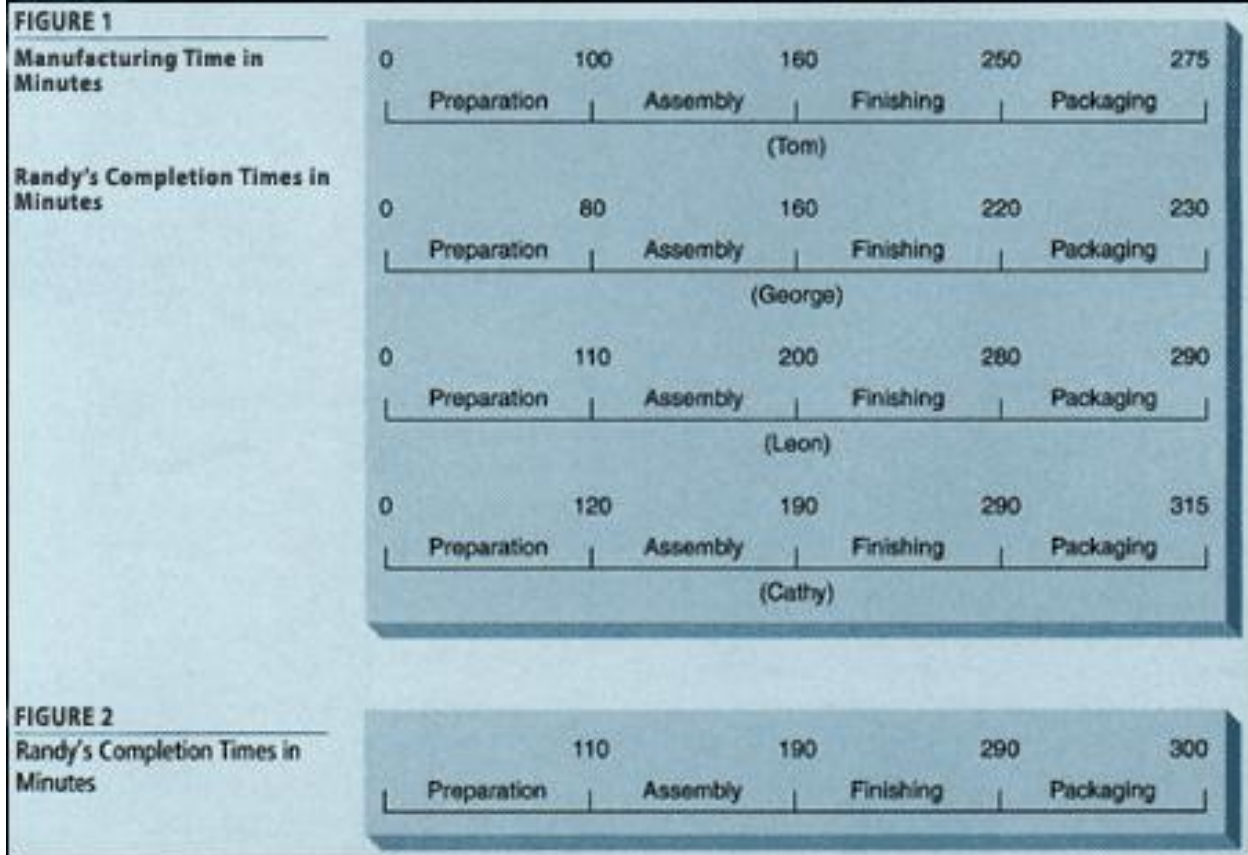 FIGURE 1
Manufacturing Time in
Minutes
0 100 160 250 275
Preparation Assembly Finishing Packaging
(Tom)
Randy's Completion Times in
Minutes
0 80 160 220 230
Preparation Assembly Finishing Packaging
(George)
0 110 200 280 290
Preparation Assembly Finishing Packaging
(Leon)
0 120 190 290 315
Preparation Assembly Finishing Packaging
(Cathy)
FIGURE 2
Randy's Completion Times in
Minutes
110 190 290 300
Preparation Assembly Finishing Packaging